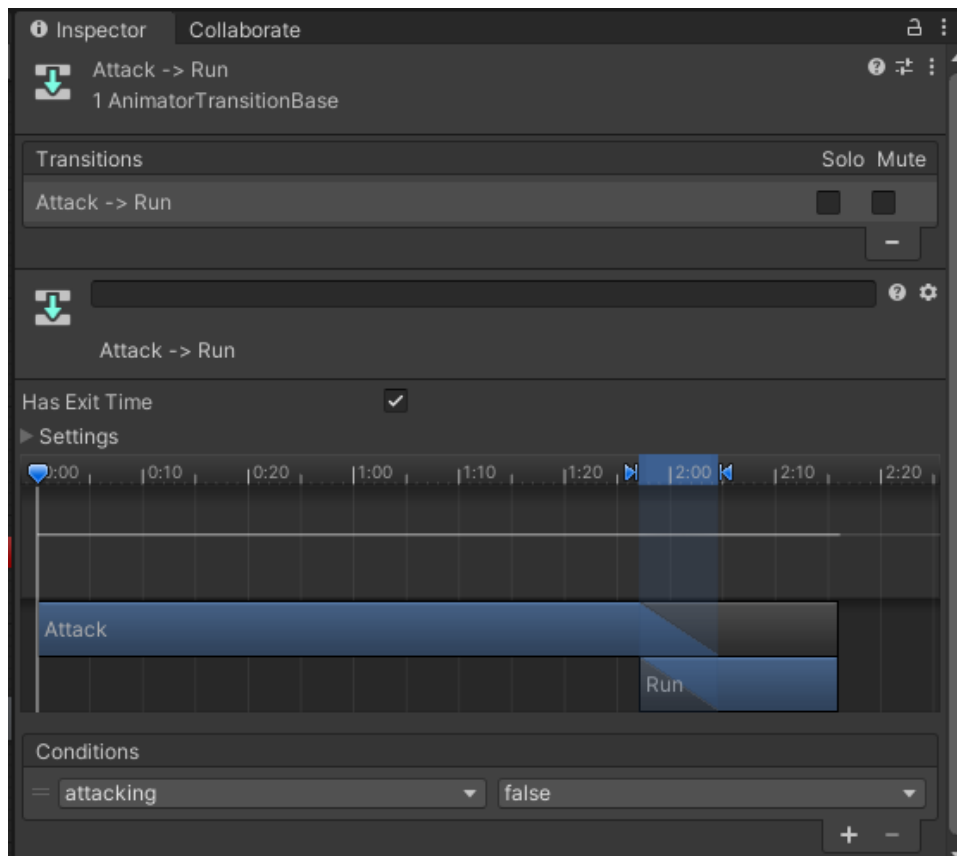 Inspector Collaborate
Attack -> Run
1 AnimatorTransitionBase
Transitions Solo Mute
Attack -> Run
Attack -> Run
Has Exit Time
Settings
0:00 0:10 0:20 1:00 1:10 1:20 2:00 2:10 2:20
Attack
Run
Conditions
attacking false